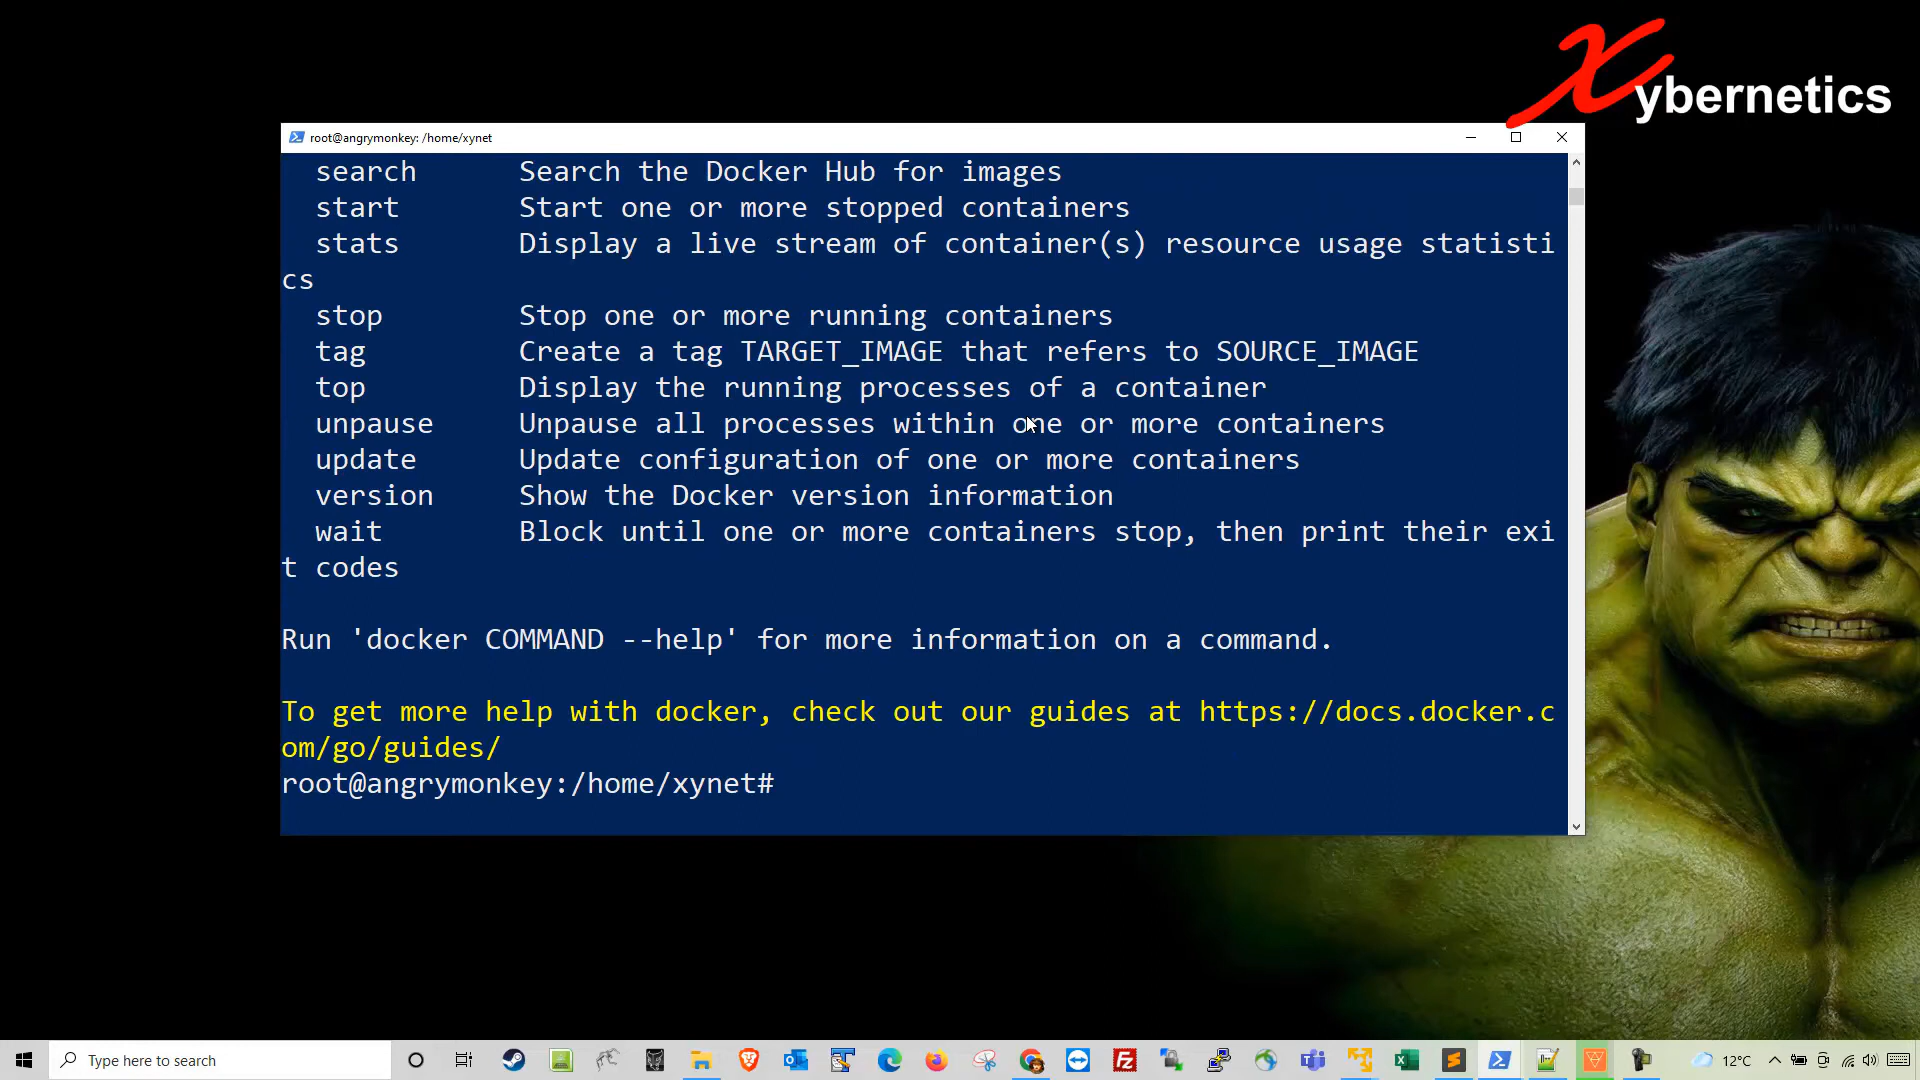 Xybernetics
root@angrymonkey: /home/xynet
search Search the Docker Hub for images
start Start one or more stopped containers
stats Display a live stream of container(s) resource usage statisti
cs
stop Stop one or more running containers
tag Create a tag TARGET_IMAGE that refers to SOURCE_IMAGE
top Display the running processes of a container
unpause Unpause all processes within one or more containers
update Update configuration of one or more containers
version Show the Docker version information
wait Block until one or more containers stop, then print their exi
t codes
Run 'docker COMMAND --help' for more information on a command.
To get more help with docker, check out our guides at https://docs.docker.c
om/go/guides/
root@angrymonkey:/home/xynet#
Type here to search
12°C